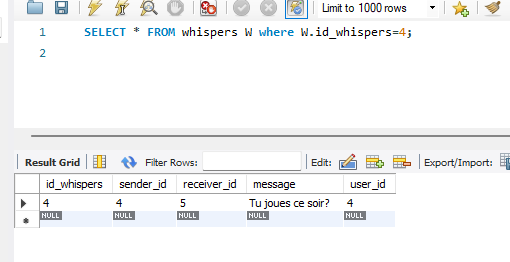 Limit to 1000 rows
1 SELECT * FROM whispers W where W.id_whispers=4;
2
Result Grid Filter Rows: Edit: Export/Import:
id_whispers sender_id receiver_id message user_id
4 4 5 Tu joues ce soir? 4
NULL NULL NULL NULL NULL